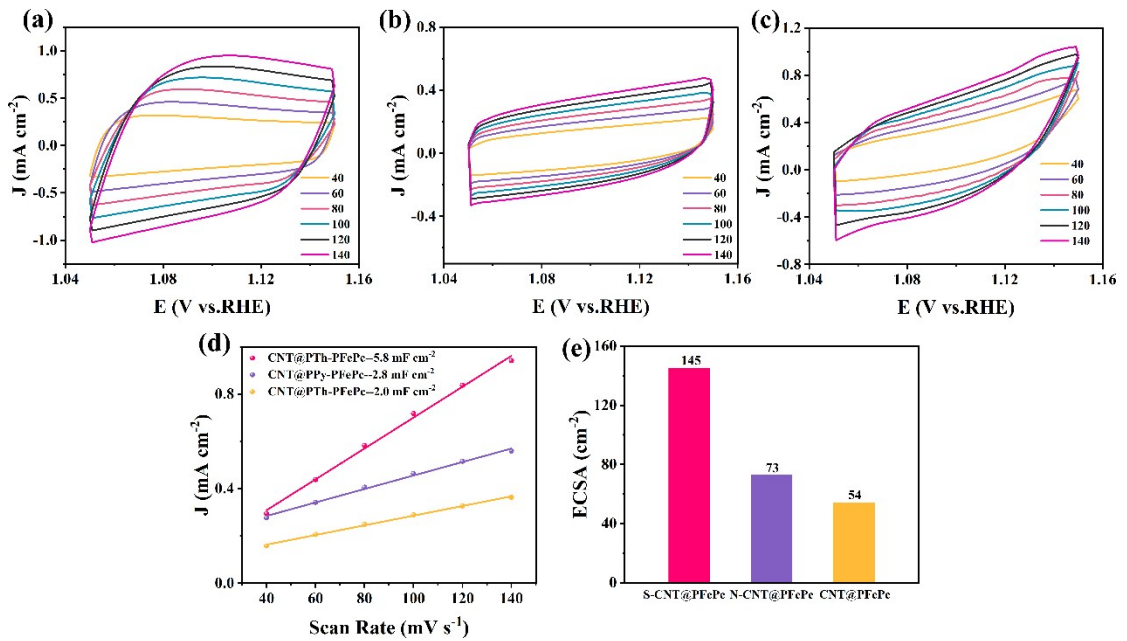 (a)
J (mA cm-2)
1.0
0.5
0.0
-0.5
-1.0
40
60
80
100
120
140
1.04 1.08 1.12 1.16
E (V vs.RHE)
(b)
J (mA cm-2)
0.8
0.4
0.0
-0.4
40
60
80
100
120
140
1.04 1.08 1.12 1.16
E (V vs.RHE)
(c)
J (mA cm-2)
1.2
0.8
0.4
0.0
-0.4
-0.8
40
60
80
100
120
140
1.04 1.08 1.12 1.16
E (V vs.RHE)
(d)
J (mA cm-2)
0.8
0.4
0.0
CNT@PTh-PFePc--5.8 mF cm-2
CNT@PPy-PFePc--2.8 mF cm-2
CNT@PTh-PFePc--2.0 mF cm-2
40 60 80 100 120 140
Scan Rate (mV s-1)
(e)
ECSA (cm-2)
160
120
80
40
0
145
73
54
S-CNT@PFePc N-CNT@PFePc CNT@PFePc